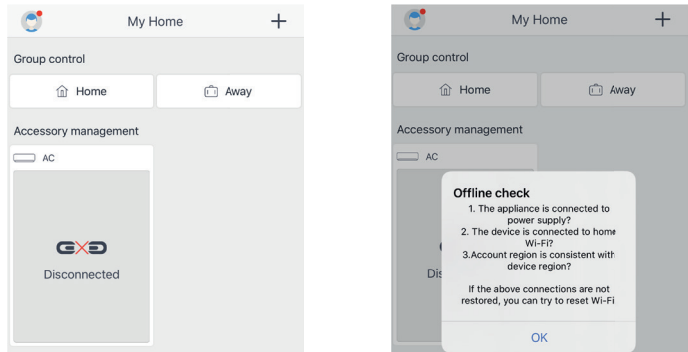 My Home
Group control
Home
Away
Accessory management
AC
Disconnected
My Home
Group control
Home
Away
Accessory management
AC
Dis
Offline check
1. The appliance is connected to
power supply?
2. The device is connected to home
Wi-Fi?
3.Account region is consistent with
device region?
If the above connections are not
restored, you can try to reset Wi-Fi
OK